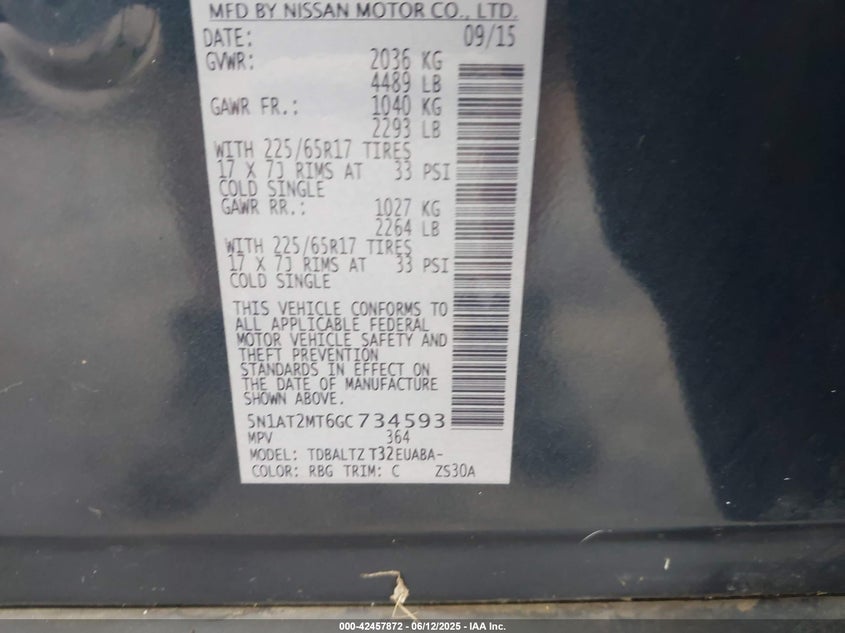 MFD BY NISSAN MOTOR CO., LTD.
DATE: 09/15
GVWR: 2036 KG
4489 LB
GAWR FR.: 1040 KG
2293 LB
WITH 225/65R17 TIRES
17 X 7J RIMS AT 33 PSI
COLD SINGLE
GAWR RR.: 1027 KG
2264 LB
WITH 225/65R17 TIRES
17 X 7J RIMS AT 33 PSI
COLD SINGLE
THIS VEHICLE CONFORMS TO
ALL APPLICABLE FEDERAL
MOTOR VEHICLE SAFETY AND
THEFT PREVENTION
STANDARDS IN EFFECT ON
THE DATE OF MANUFACTURE
SHOWN ABOVE.
5N1AT2MT6GC734593
MPV 364
MODEL: TDBALTZ T32EUABA-
COLOR: RBG TRIM: C ZS30A
000-42457872 - 06/12/2025 - IAA Inc.